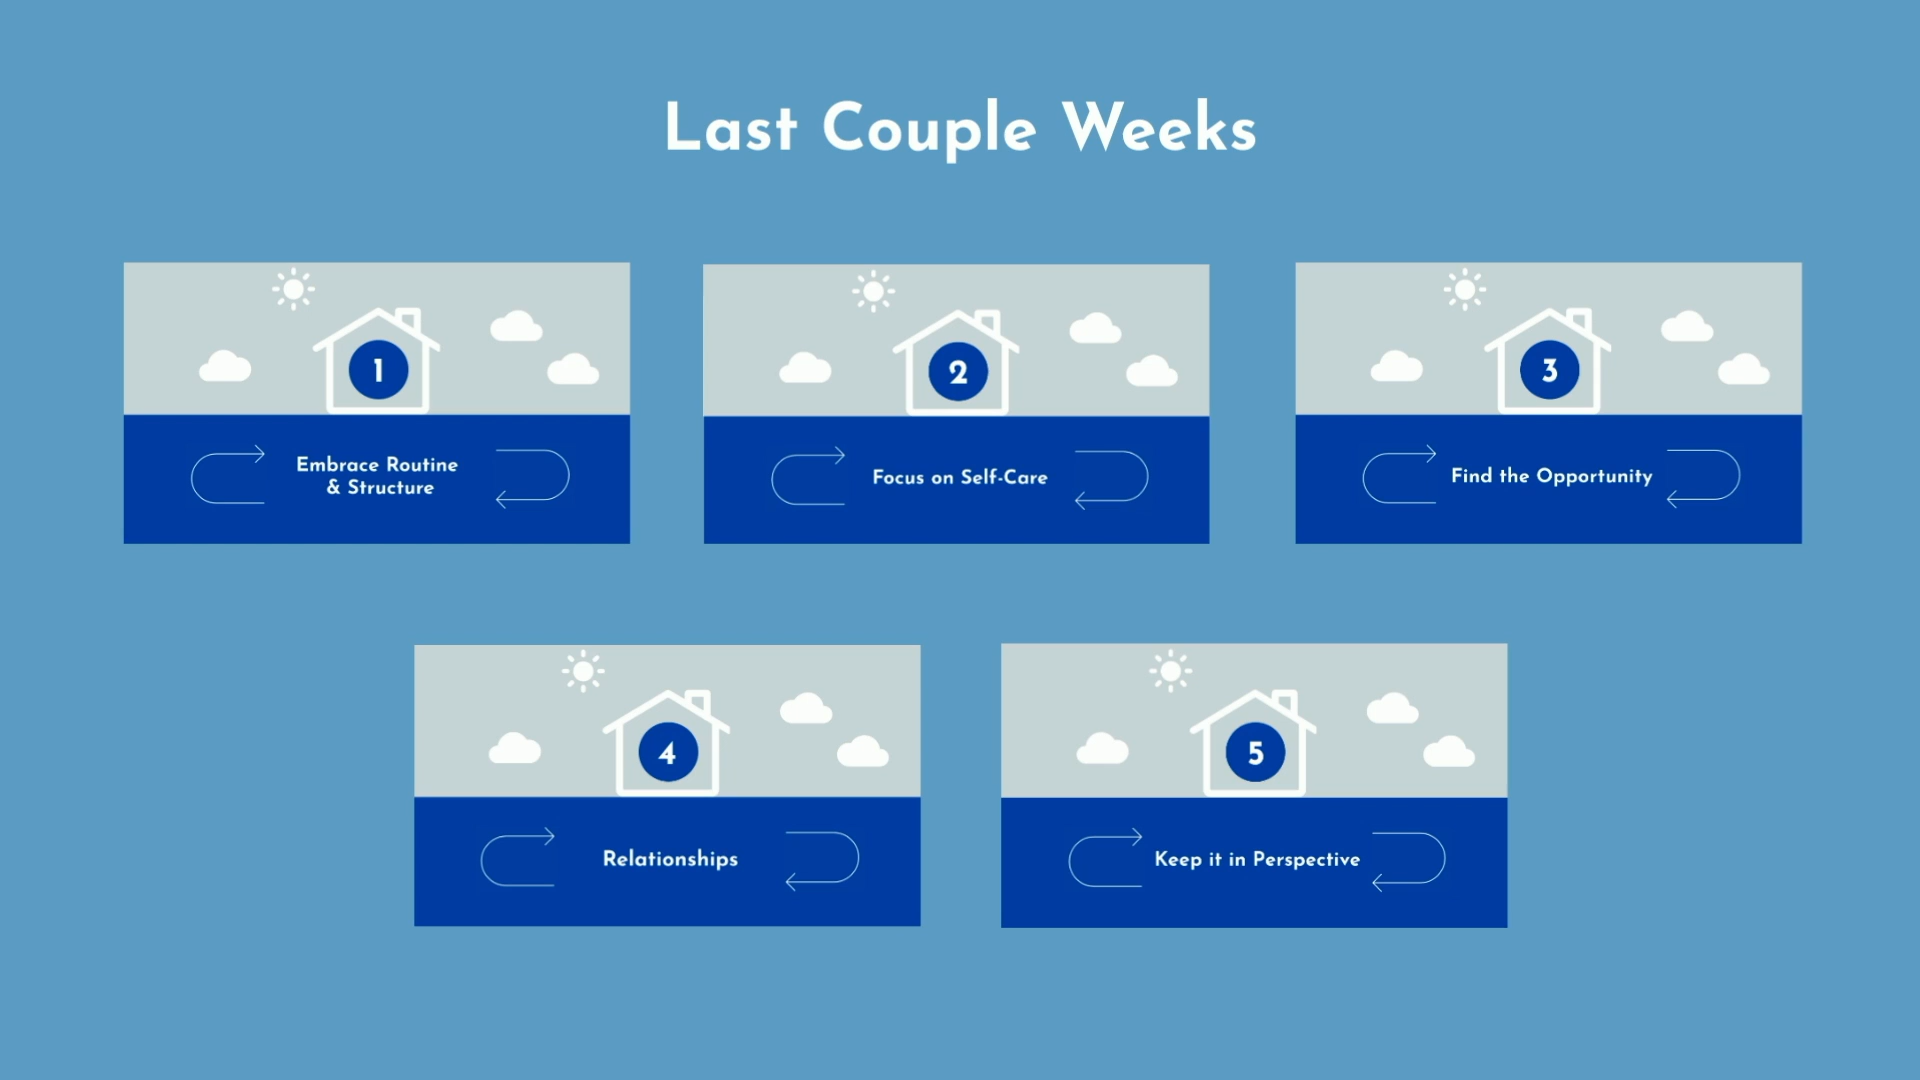 Last Couple Weeks
1
Embrace Routine
& Structure
2
Focus on Self-Care
3
Find the Opportunity
4
Relationships
5
Keep it in Perspective